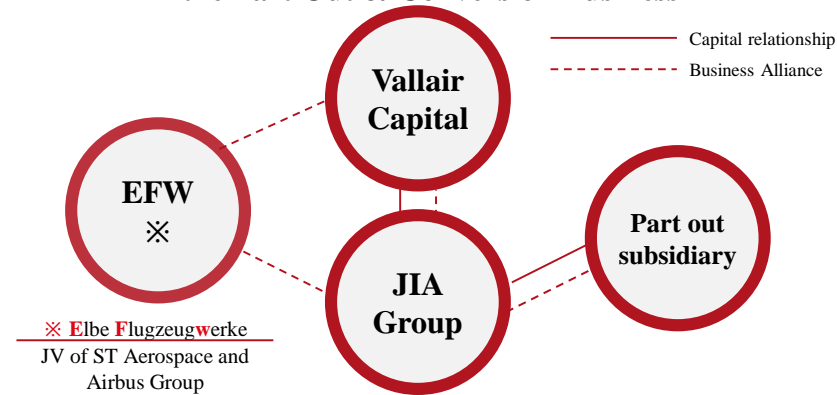 Capital relationship
Business Alliance
Vallair
Capital
EFW
※
Part out
subsidiary
JIA
Group
※ Elbe Flugzeugwerke
JV of ST Aerospace and
Airbus Group